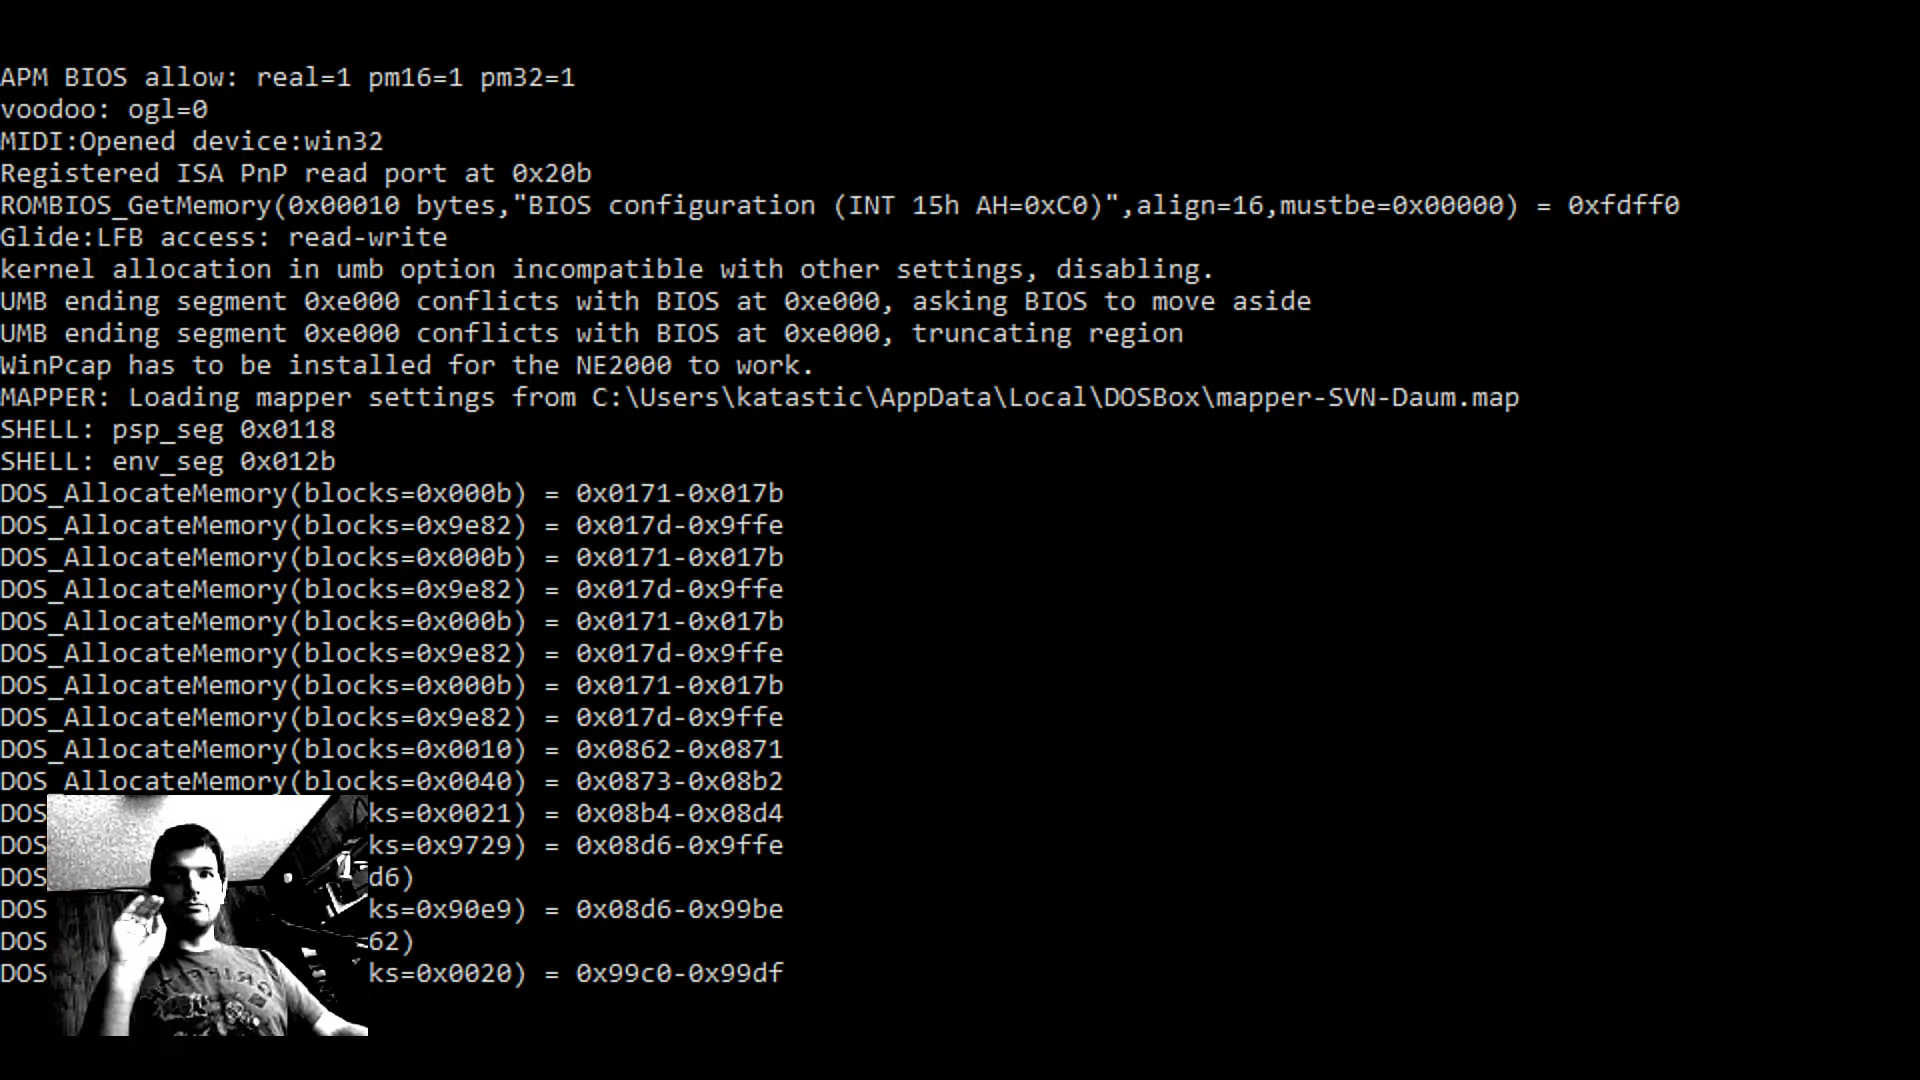 APM BIOS allow: real=1 pm16=1 pm32=1
voodoo: ogl=0
MIDI:Opened device:win32
Registered ISA PnP read port at 0x20b
ROMBIOS_GetMemory(0x00010 bytes,"BIOS configuration (INT 15h AH=0xC0)",align=16,mustbe=0x00000) = 0xfdff0
Glide:LFB access: read-write
kernel allocation in umb option incompatible with other settings, disabling.
UMB ending segment 0xe000 conflicts with BIOS at 0xe000, asking BIOS to move aside
UMB ending segment 0xe000 conflicts with BIOS at 0xe000, truncating region
WinPcap has to be installed for the NE2000 to work.
MAPPER: Loading mapper settings from C:\Users\katastic\AppData\Local\DOSBox\mapper-SVN-Daum.map
SHELL: psp_seg 0x0118
SHELL: env_seg 0x012b
DOS_AllocateMemory(blocks=0x000b) = 0x0171-0x017b
DOS_AllocateMemory(blocks=0x9e82) = 0x017d-0x9ffe
DOS_AllocateMemory(blocks=0x000b) = 0x0171-0x017b
DOS_AllocateMemory(blocks=0x9e82) = 0x017d-0x9ffe
DOS_AllocateMemory(blocks=0x000b) = 0x0171-0x017b
DOS_AllocateMemory(blocks=0x9e82) = 0x017d-0x9ffe
DOS_AllocateMemory(blocks=0x000b) = 0x0171-0x017b
DOS_AllocateMemory(blocks=0x9e82) = 0x017d-0x9ffe
DOS_AllocateMemory(blocks=0x0010) = 0x0862-0x0871
DOS_AllocateMemory(blocks=0x0040) = 0x0873-0x08b2
DOS ks=0x0021) = 0x08b4-0x08d4
DOS ks=0x9729) = 0x08d6-0x9ffe
DOS d6)
DOS ks=0x90e9) = 0x08d6-0x99be
DOS 62)
DOS ks=0x0020) = 0x99c0-0x99df